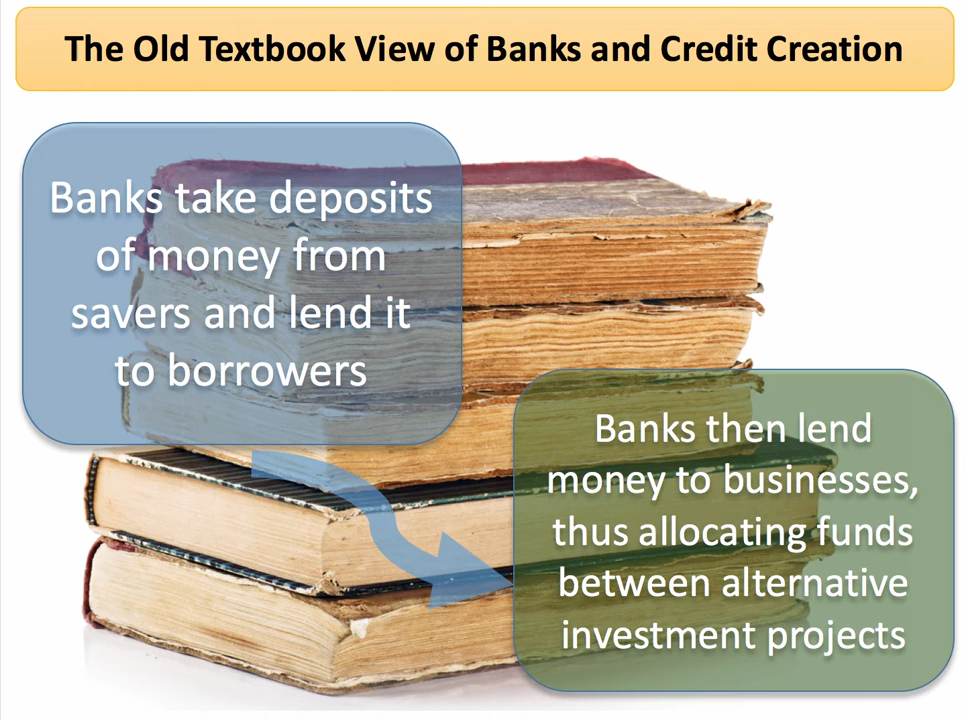 The Old Textbook View of Banks and Credit Creation
Banks take deposits
of money from
savers and lend it
to borrowers
Banks then lend
money to businesses,
thus allocating funds
between alternative
investment projects